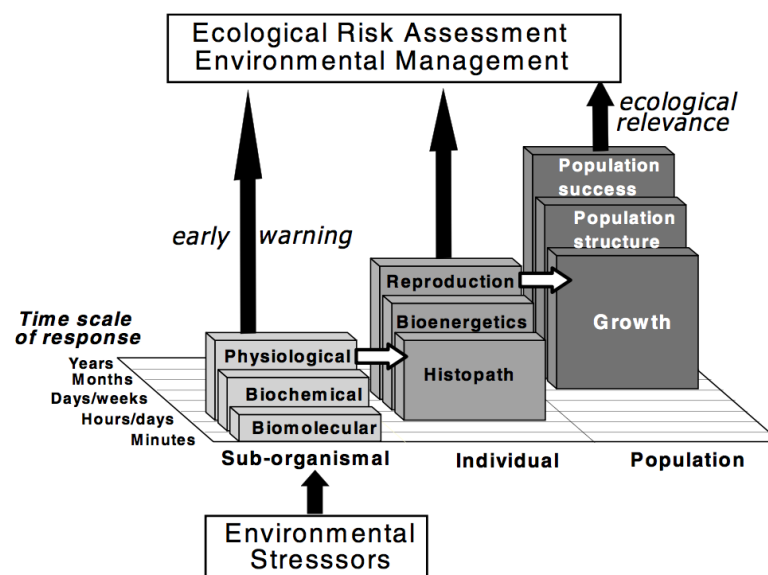 Ecological Risk Assessment
Environmental Management
ecological
relevance
early warning
Population
success
Population
structure
Growth
Reproduction
Bioenergetics
Histopath
Physiological
Biochemical
Biomolecular
Time scale
of response
Years
Months
Days/weeks
Hours/days
Minutes
Sub-organismal
Individual
Population
Environmental
Stresssors